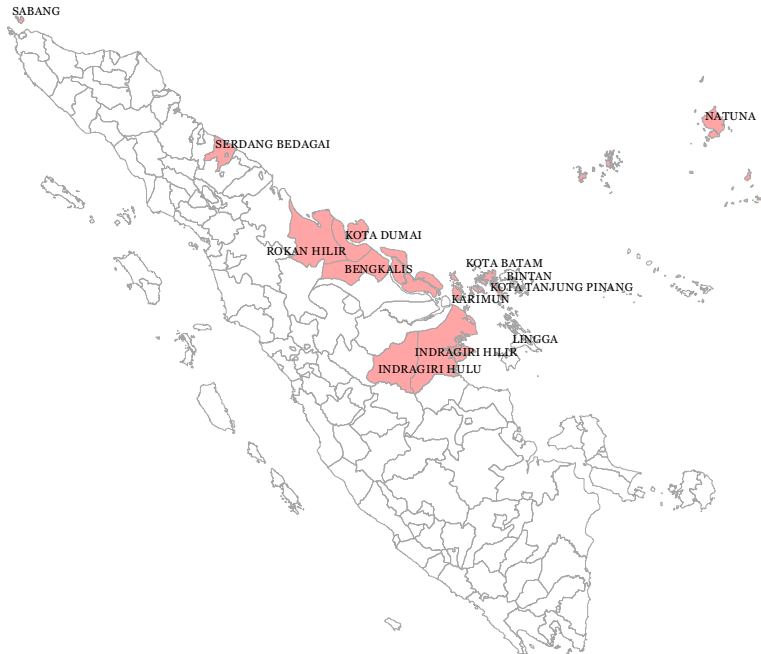 SABANG
NATUNA
SERDANG BEDAGAI
KOTA DUMAI
ROKAN HILIR
BENGKALIS
KOTA BATAM
BINTAN
KOTA TANJUNG PINANG
KARIMUN
LINGGA
INDRAGIRI HILIR
INDRAGIRI HULU